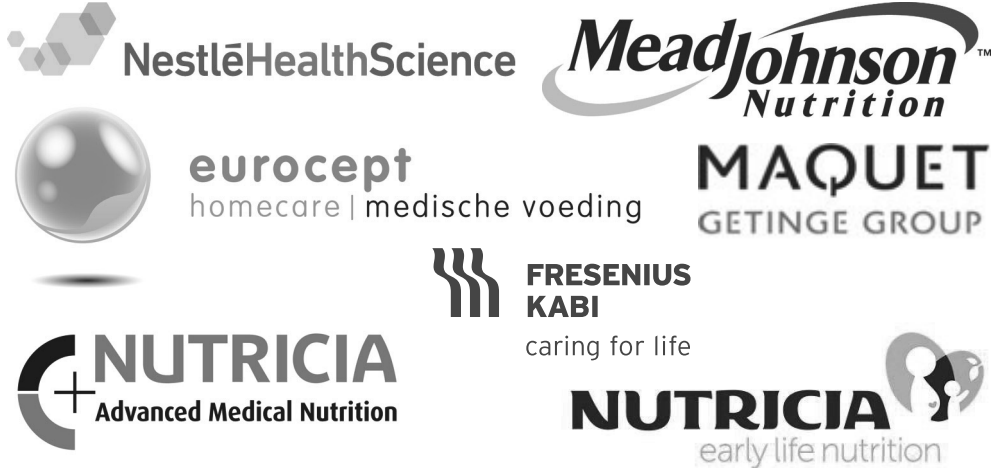 NestlēHealthScience
MeadJohnson™
Nutrition
eurocept
homecare | medische voeding
MAQUET
GETINGE GROUP
FRESENIUS
KABI
caring for life
NUTRICIA
Advanced Medical Nutrition
NUTRICIA
early life nutrition